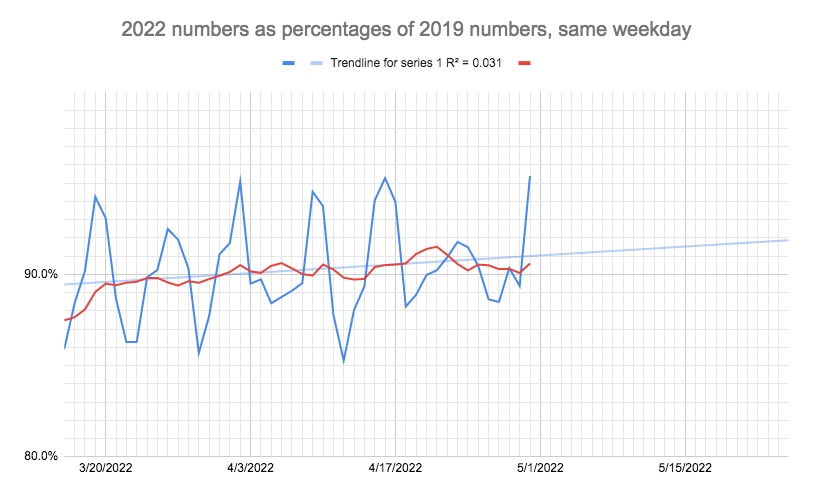 2022 numbers as percentages of 2019 numbers, same weekday
Trendline for series 1 R² = 0.031
90.0%
80.0%
3/20/2022 4/3/2022 4/17/2022 5/1/2022 5/15/2022